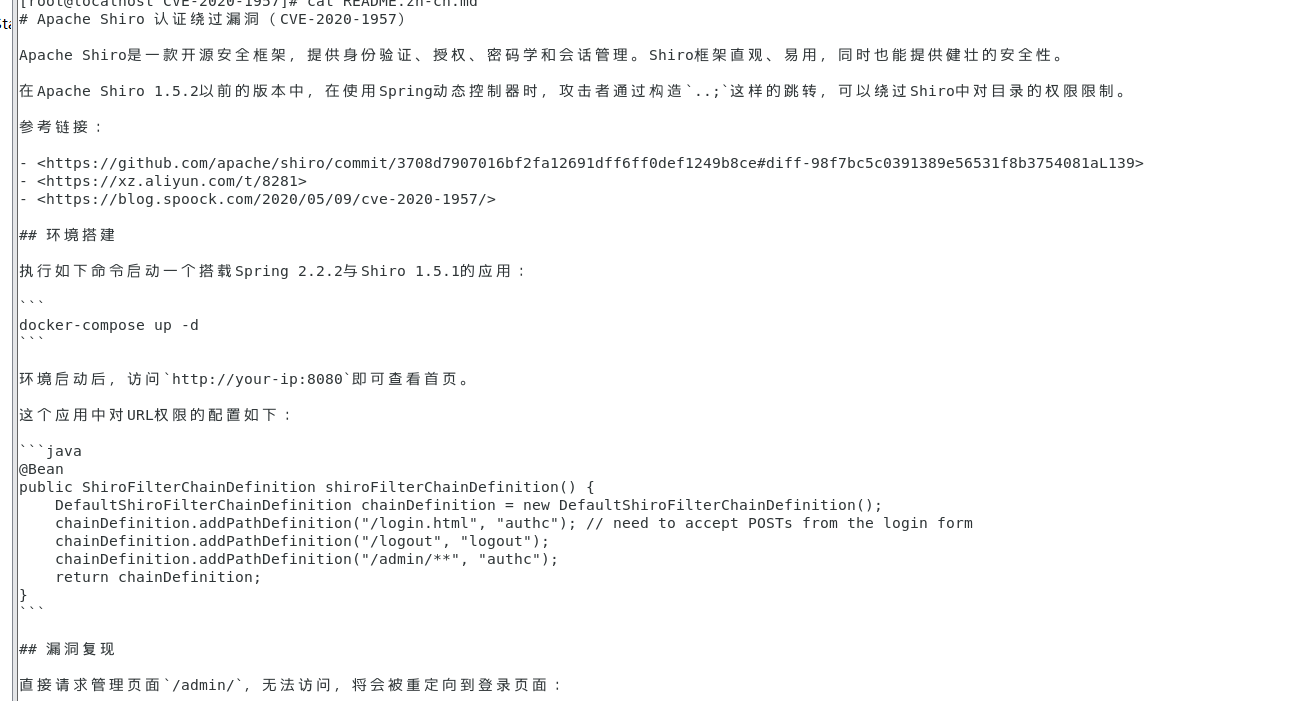 [root@localhost CVE-2020-1957]# cat README.zh-cn.md
# Apache Shiro 认证绕过漏洞（CVE-2020-1957）
Apache Shiro是一款开源安全框架，提供身份验证、授权、密码学和会话管理。Shiro框架直观、易用，同时也能提供健壮的安全性。
在Apache Shiro 1.5.2以前的版本中，在使用Spring动态控制器时，攻击者通过构造`..;`这样的跳转，可以绕过Shiro中对目录的权限限制。
参考链接：
- <https://github.com/apache/shiro/commit/3708d7907016bf2fa12691dff6ff0def1249b8ce#diff-98f7bc5c0391389e56531f8b3754081aL139>
- <https://xz.aliyun.com/t/8281>
- <https://blog.spoock.com/2020/05/09/cve-2020-1957/>
## 环境搭建
执行如下命令启动一个搭载Spring 2.2.2与Shiro 1.5.1的应用：
```
docker-compose up -d
```
环境启动后，访问`http://your-ip:8080`即可查看首页。
这个应用中对URL权限的配置如下：
```java
@Bean
public ShiroFilterChainDefinition shiroFilterChainDefinition() {
    DefaultShiroFilterChainDefinition chainDefinition = new DefaultShiroFilterChainDefinition();
    chainDefinition.addPathDefinition("/login.html", "authc"); // need to accept POSTs from the login form
    chainDefinition.addPathDefinition("/logout", "logout");
    chainDefinition.addPathDefinition("/admin/**", "authc");
    return chainDefinition;
}
```
## 漏洞复现
直接请求管理页面`/admin/`，无法访问，将会被重定向到登录页面：